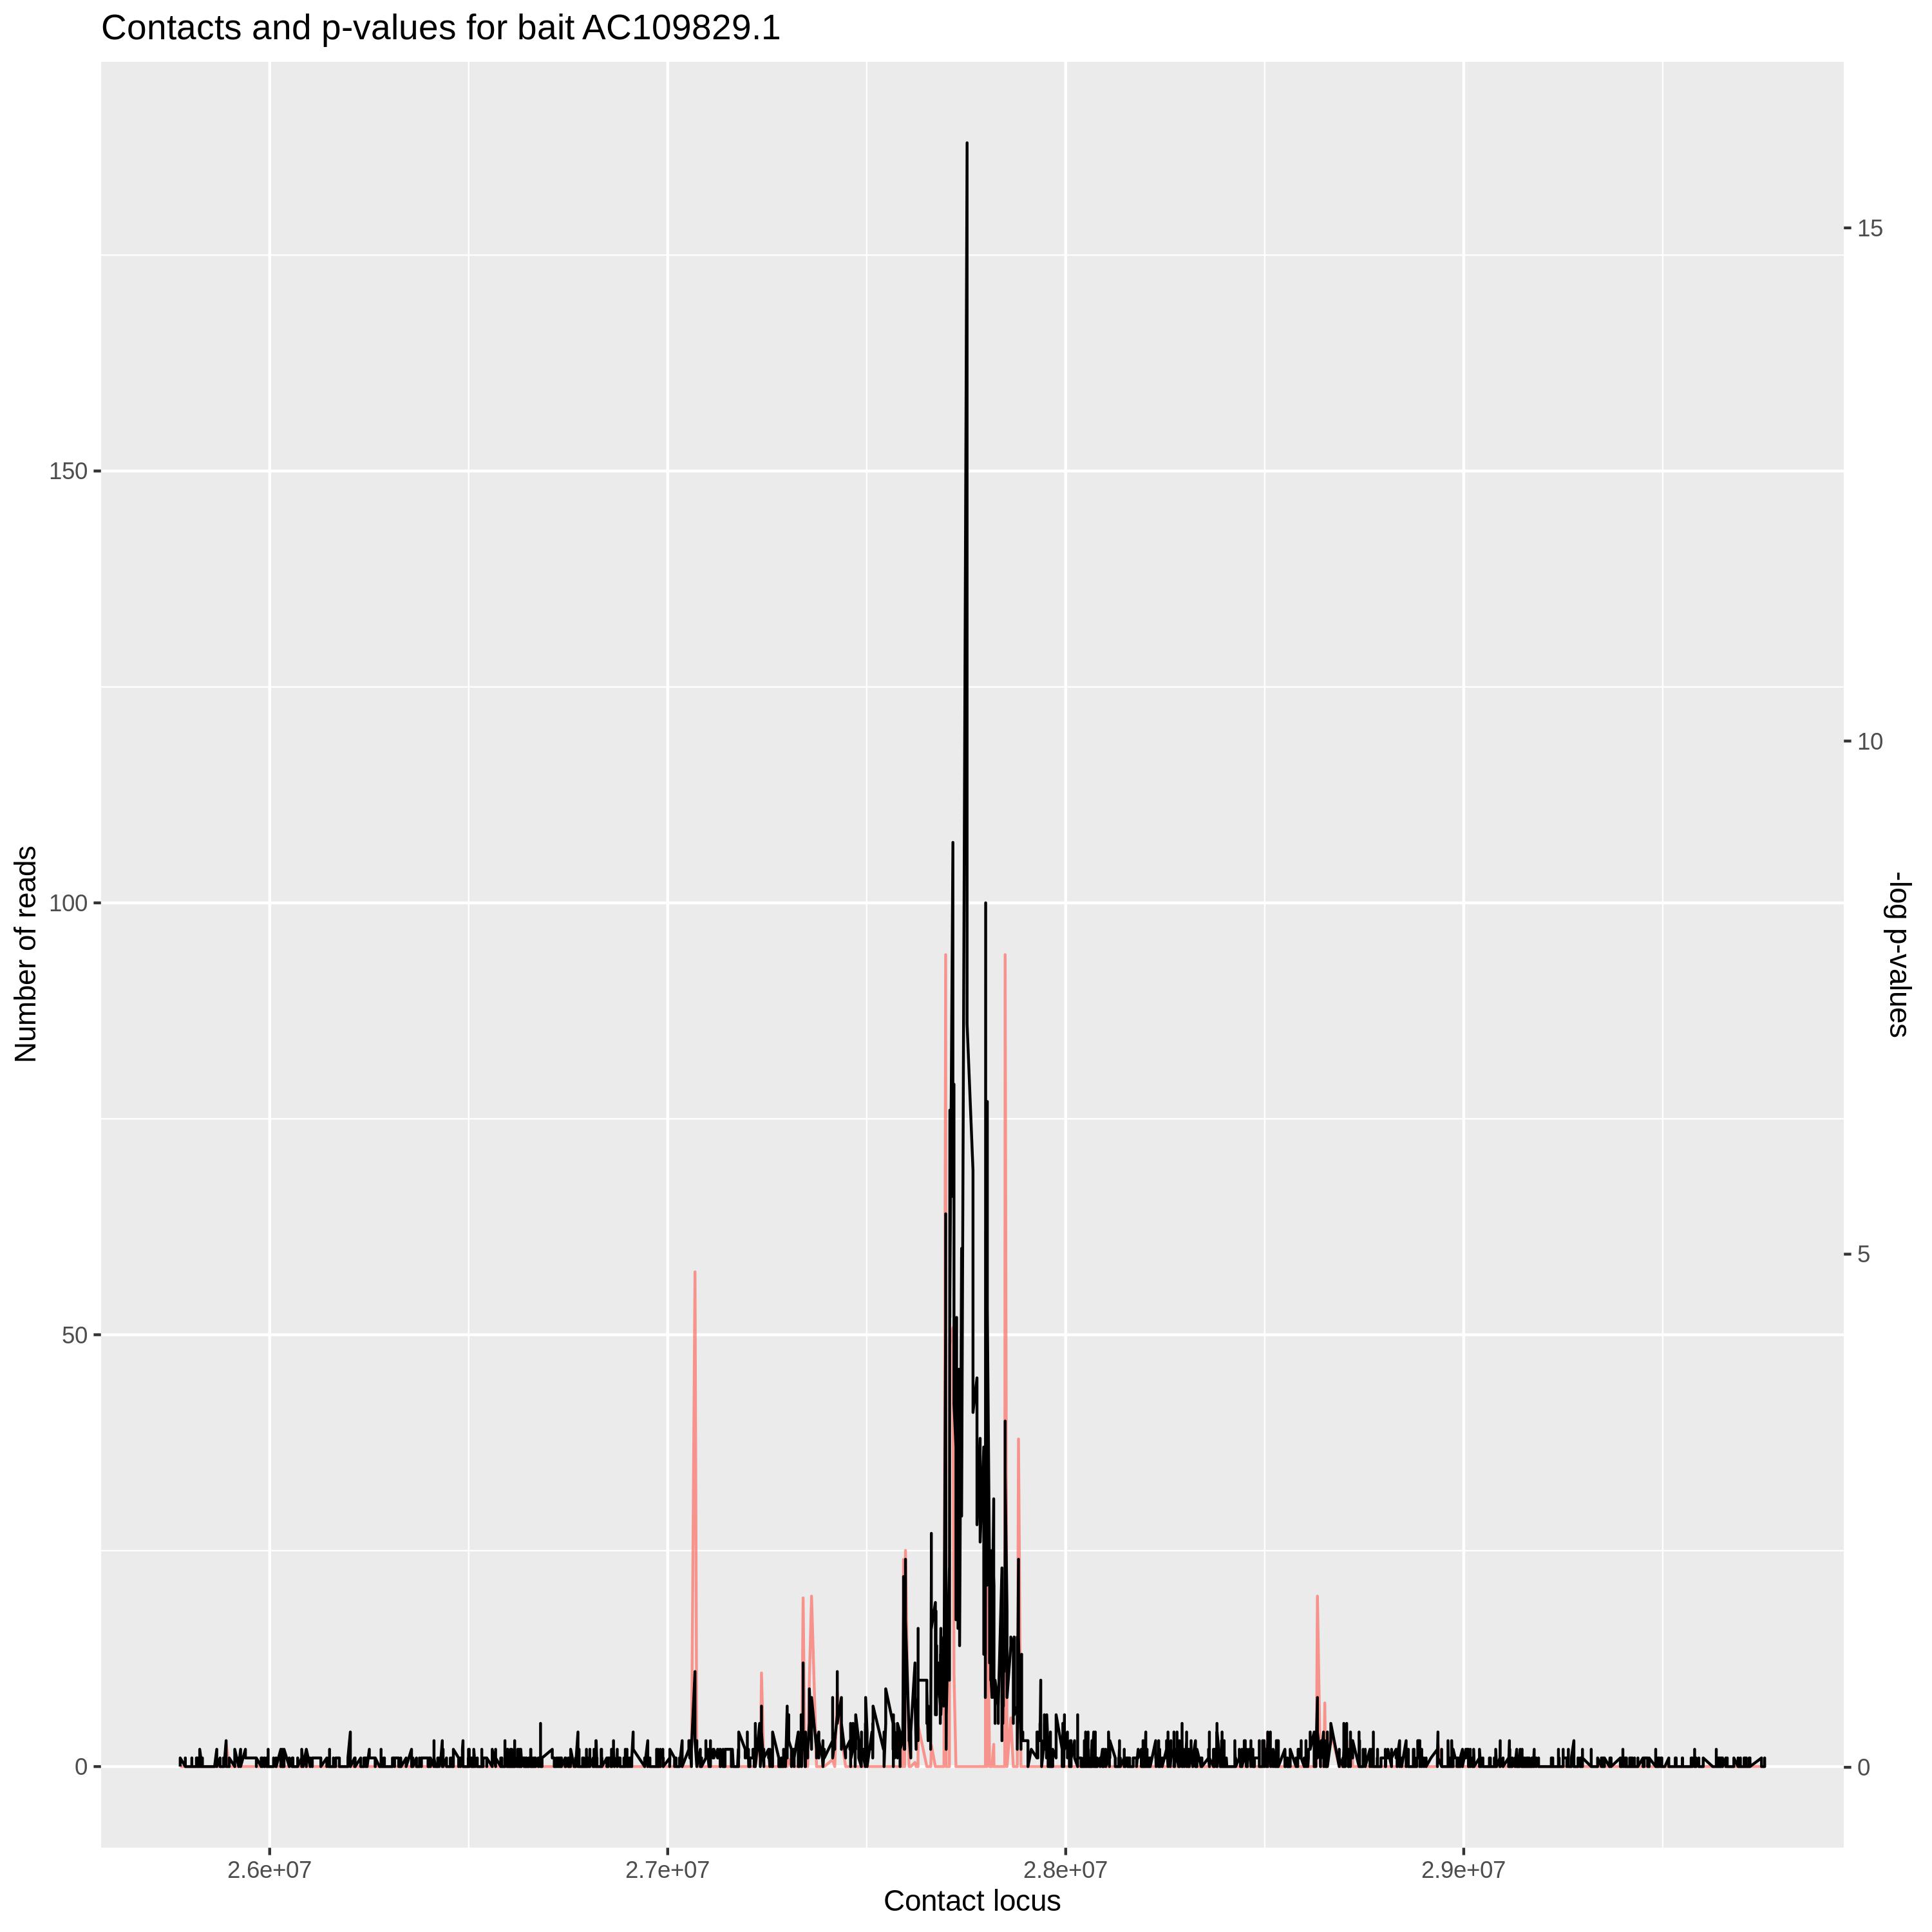 Contacts and p-values for bait AC109829.1
150
100
50
0
Number of reads
15
10
5
0
-log p-values
2.6e+07
2.7e+07
2.8e+07
2.9e+07
Contact locus